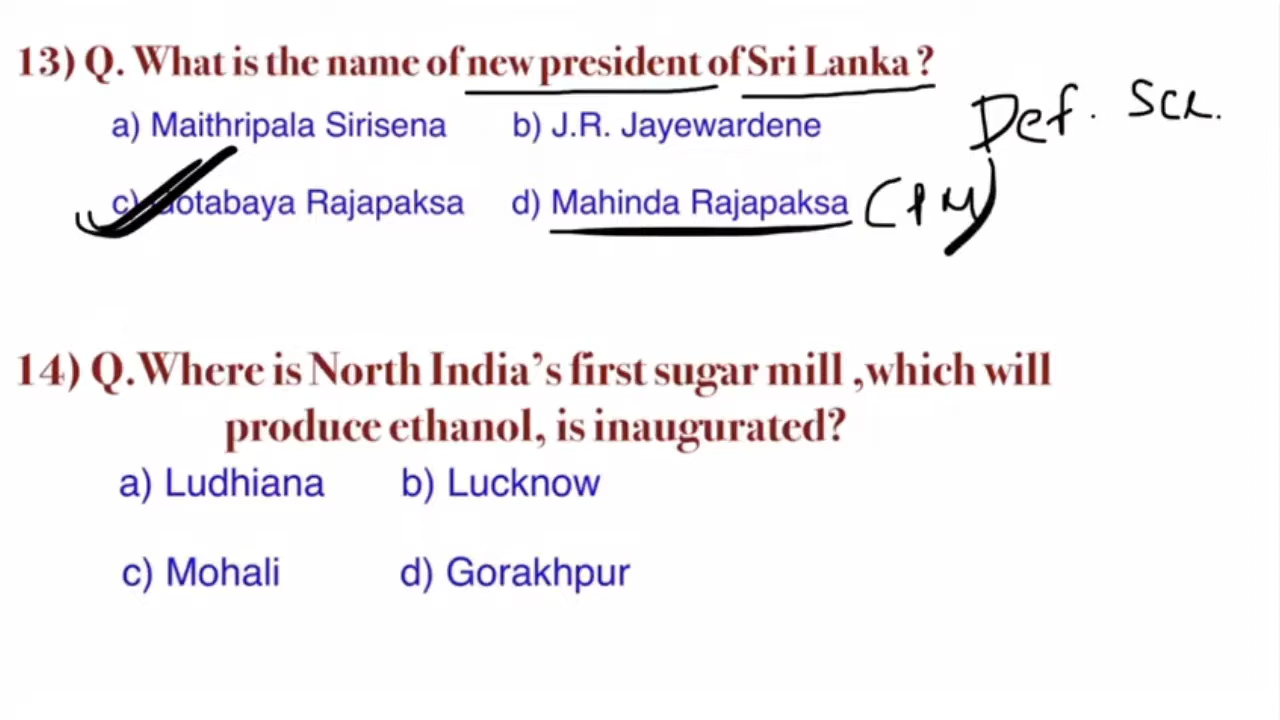 13) Q. What is the name of new president of Sri Lanka ?
a) Maithripala Sirisena b) J.R. Jayewardene
Def. Scr.
c) Gotabaya Rajapaksa d) Mahinda Rajapaksa (PM)
14) Q.Where is North India’s first sugar mill ,which will
produce ethanol, is inaugurated?
a) Ludhiana b) Lucknow
c) Mohali d) Gorakhpur